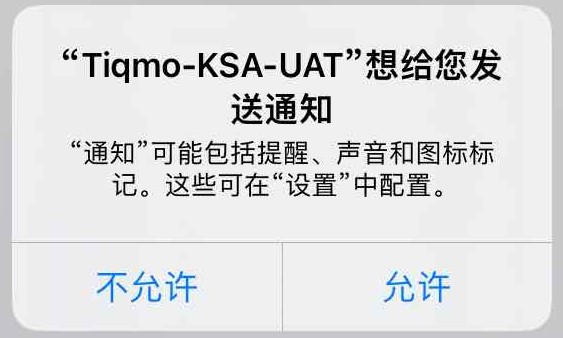 “Tiqmo-KSA-UAT”想给您发
送通知
“通知”可能包括提醒、声音和图标标
记。这些可在“设置”中配置。
不允许
允许